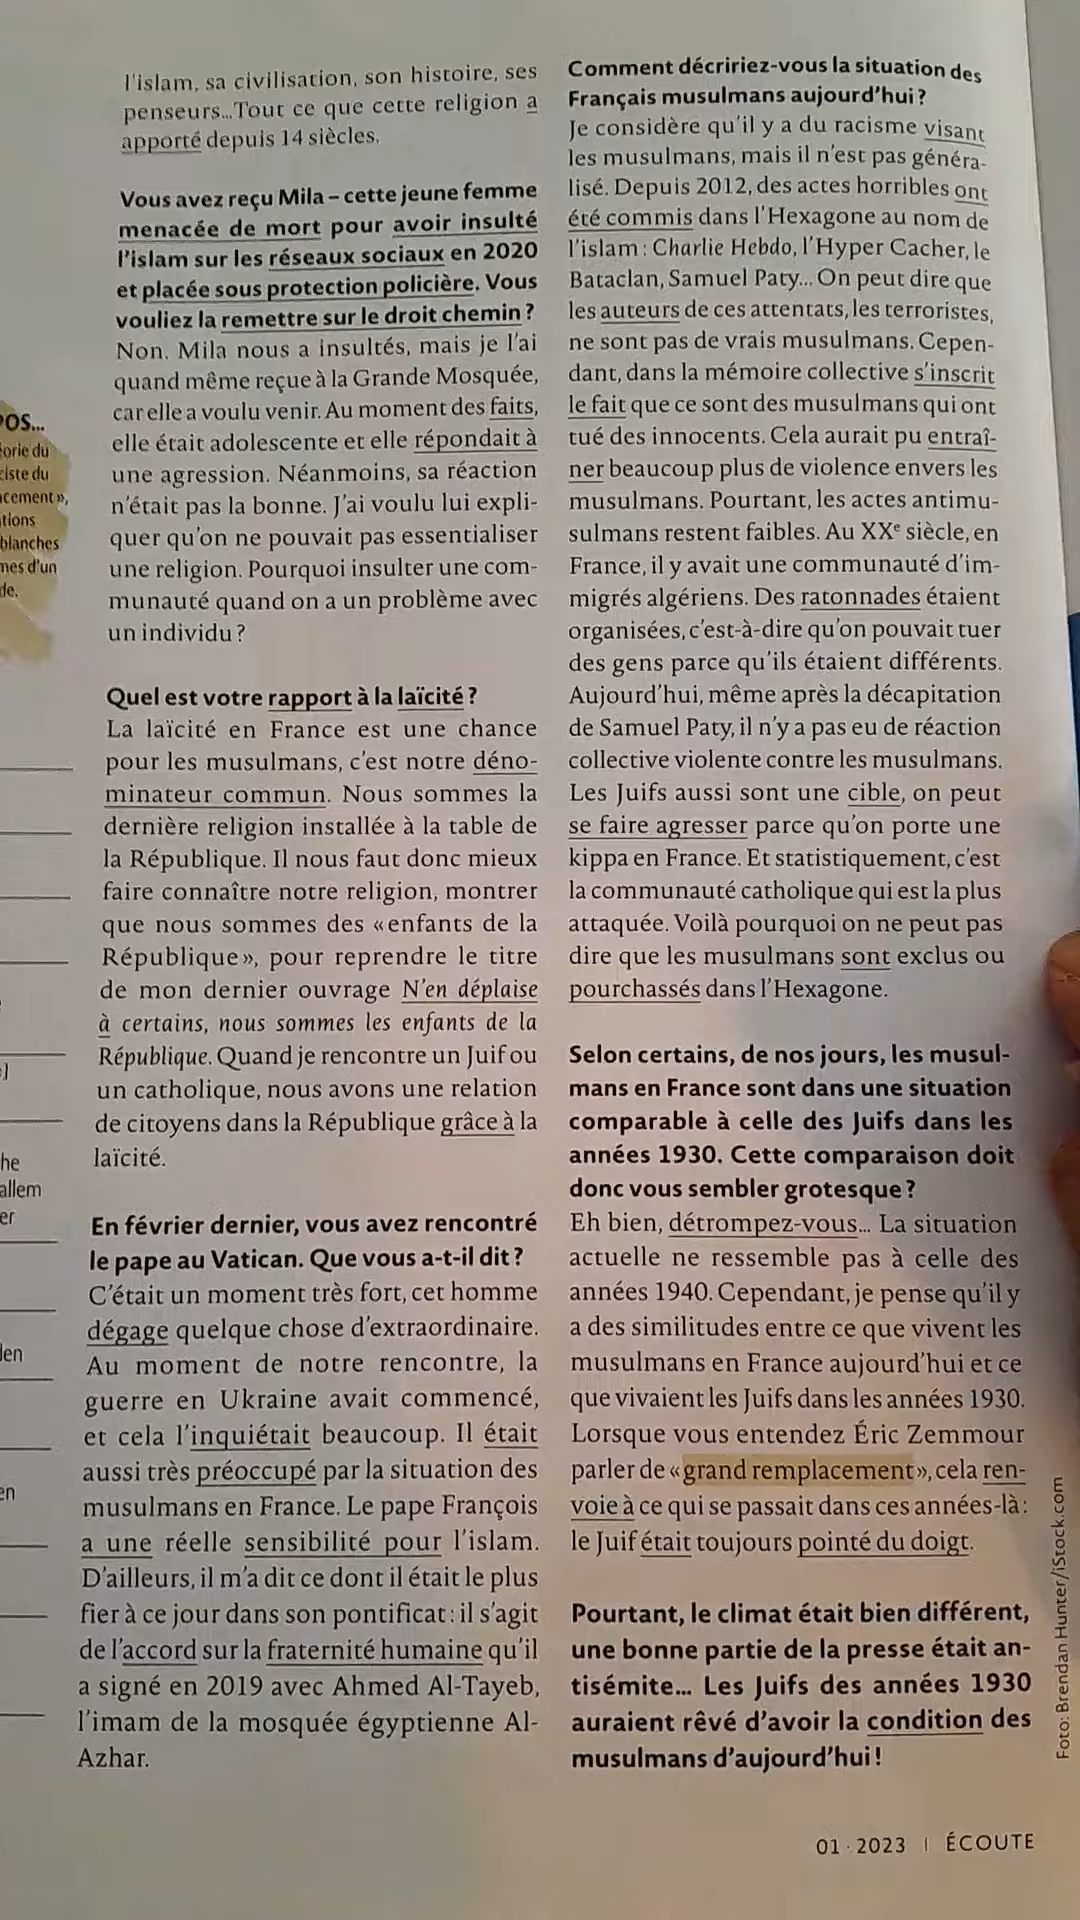 POS...
éorie du
ciste du
acement »,
tions
blanches
mes d'un
de.
he
allem
er
en
l'islam, sa civilisation, son histoire, ses
penseurs...Tout ce que cette religion a
apporté depuis 14 siècles.
Vous avez reçu Mila – cette jeune femme
menacée de mort pour avoir insulté
l'islam sur les réseaux sociaux en 2020
et placée sous protection policière. Vous
vouliez la remettre sur le droit chemin ?
Non. Mila nous a insultés, mais je l'ai
quand même reçue à la Grande Mosquée,
car elle a voulu venir. Au moment des faits,
elle était adolescente et elle répondait à
une agression. Néanmoins, sa réaction
n'était pas la bonne. J'ai voulu lui expli-
quer qu'on ne pouvait pas essentialiser
une religion. Pourquoi insulter une com-
munauté quand on a un problème avec
un individu ?
Quel est votre rapport à la laïcité ?
La laïcité en France est une chance
pour les musulmans, c'est notre déno-
minateur commun. Nous sommes la
dernière religion installée à la table de
la République. Il nous faut donc mieux
faire connaître notre religion, montrer
que nous sommes des «enfants de la
République», pour reprendre le titre
de mon dernier ouvrage N'en déplaise
à certains, nous sommes les enfants de la
République. Quand je rencontre un Juif ou
un catholique, nous avons une relation
de citoyens dans la République grâce à la
laïcité.
En février dernier, vous avez rencontré
le pape au Vatican. Que vous a-t-il dit ?
C'était un moment très fort, cet homme
dégage quelque chose d'extraordinaire.
Au moment de notre rencontre, la
guerre en Ukraine avait commencé,
et cela l'inquiétait beaucoup. Il était
aussi très préoccupé par la situation des
musulmans en France. Le pape François
a une réelle sensibilité pour l'islam.
D'ailleurs, il m'a dit ce dont il était le plus
fier à ce jour dans son pontificat : il s'agit
de l'accord sur la fraternité humaine qu'il
a signé en 2019 avec Ahmed Al-Tayeb,
l'imam de la mosquée égyptienne Al-
Azhar.
Comment décririez-vous la situation des
Français musulmans aujourd'hui ?
Je considère qu'il y a du racisme visant
les musulmans, mais il n'est pas généra-
lisé. Depuis 2012, des actes horribles ont
été commis dans l'Hexagone au nom de
l'islam : Charlie Hebdo, l'Hyper Cacher, le
Bataclan, Samuel Paty... On peut dire que
les auteurs de ces attentats, les terroristes,
ne sont pas de vrais musulmans. Cepen-
dant, dans la mémoire collective s'inscrit
le fait que ce sont des musulmans qui ont
tué des innocents. Cela aurait pu entraî-
ner beaucoup plus de violence envers les
musulmans. Pourtant, les actes antimu-
sulmans restent faibles. Au XXe siècle, en
France, il y avait une communauté d'im-
migrés algériens. Des ratonnades étaient
organisées, c'est-à-dire qu'on pouvait tuer
des gens parce qu'ils étaient différents.
Aujourd'hui, même après la décapitation
de Samuel Paty, il n'y a pas eu de réaction
collective violente contre les musulmans.
Les Juifs aussi sont une cible, on peut
se faire agresser parce qu'on porte une
kippa en France. Et statistiquement, c'est
la communauté catholique qui est la plus
attaquée. Voilà pourquoi on ne peut pas
dire que les musulmans sont exclus ou
pourchassés dans l'Hexagone.
Selon certains, de nos jours, les musul-
mans en France sont dans une situation
comparable à celle des Juifs dans les
années 1930. Cette comparaison doit
donc vous sembler grotesque ?
Eh bien, détrompez-vous... La situation
actuelle ne ressemble pas à celle des
années 1940. Cependant, je pense qu'il y
a des similitudes entre ce que vivent les
musulmans en France aujourd'hui et ce
que vivaient les Juifs dans les années 1930.
Lorsque vous entendez Éric Zemmour
parler de «grand remplacement», cela ren-
voie à ce qui se passait dans ces années-là :
le Juif était toujours pointé du doigt.
Pourtant, le climat était bien différent,
une bonne partie de la presse était an-
tisémite... Les Juifs des années 1930
auraient rêvé d'avoir la condition des
musulmans d'aujourd'hui !
Foto: Brendan Hunter/iStock.com
01 · 2023 | ÉCOUTE